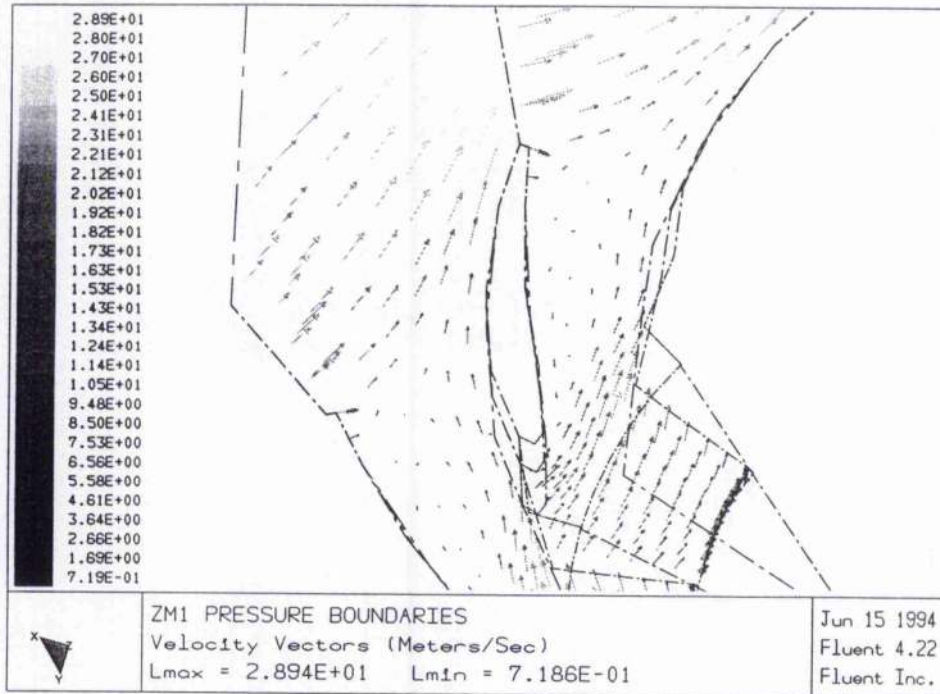 2.89E+01
2.80E+01
2.70E+01
2.60E+01
2.50E+01
2.41E+01
2.31E+01
2.21E+01
2.12E+01
2.02E+01
1.92E+01
1.82E+01
1.73E+01
1.63E+01
1.53E+01
1.43E+01
1.34E+01
1.24E+01
1.14E+01
1.05E+01
9.48E+00
8.50E+00
7.53E+00
6.56E+00
5.58E+00
4.61E+00
3.64E+00
2.66E+00
1.69E+00
7.19E-01
X
Z
Y
ZM1 PRESSURE BOUNDARIES
Velocity Vectors (Meters/Sec)
Lmax = 2.894E+01 Lmin = 7.186E-01
Jun 15 1994
Fluent 4.22
Fluent Inc.